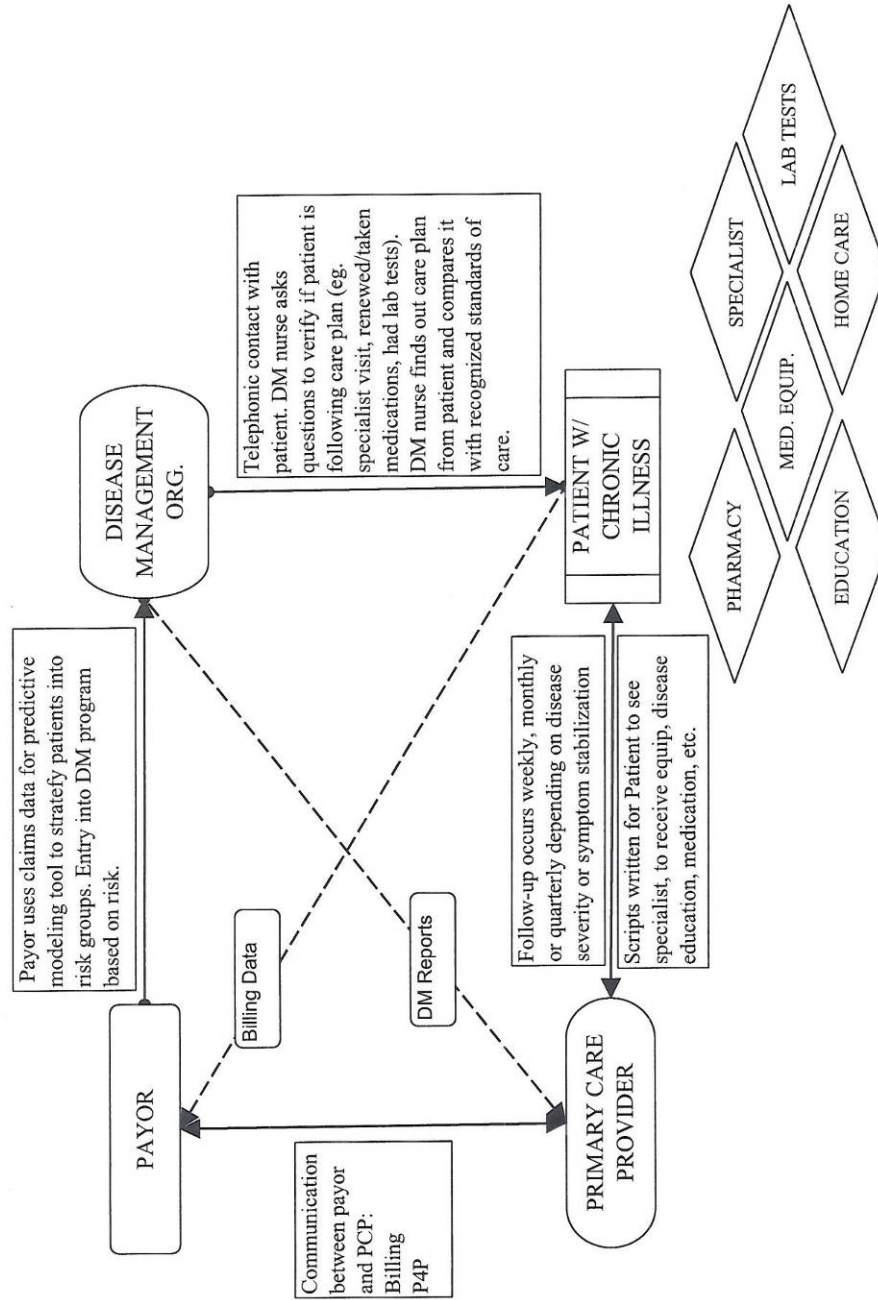 PAYOR
Payor uses claims data for predictive
modeling tool to stratefy patients into
risk groups. Entry into DM program
based on risk.
DISEASE
MANAGEMENT
ORG.
Communication
between payor
and PCP:
Billing
P4P
Billing Data
DM Reports
Telephonic contact with
patient. DM nurse asks
questions to verify if patient is
following care plan (eg.
specialist visit, renewed/taken
medications, had lab tests).
DM nurse finds out care plan
from patient and compares it
with recognized standards of
care.
PRIMARY CARE
PROVIDER
Follow-up occurs weekly, monthly
or quarterly depending on disease
severity or symptom stabilization
Scripts written for Patient to see
specialist, to receive equip, disease
education, medication, etc.
PATIENT W/
CHRONIC
ILLNESS
PHARMACY
SPECIALIST
MED. EQUIP.
LAB TESTS
EDUCATION
HOME CARE